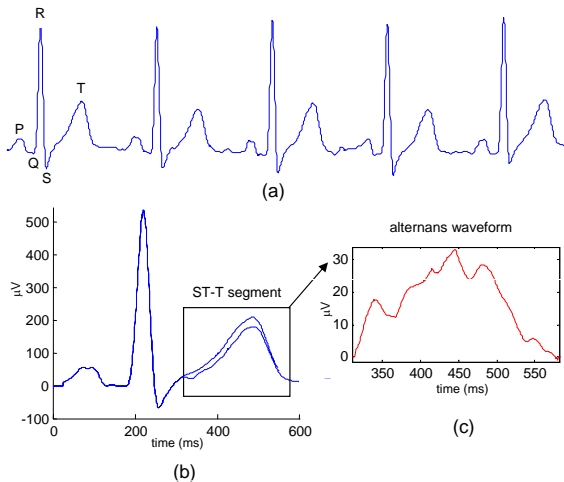 R
T
P
Q
S
(a)
500
400
300
200
100
0
-100
µV
0
200
400
600
time (ms)
ST-T segment
(b)
alternans waveform
30
20
10
0
µV
350
400
450
500
550
time (ms)
(c)